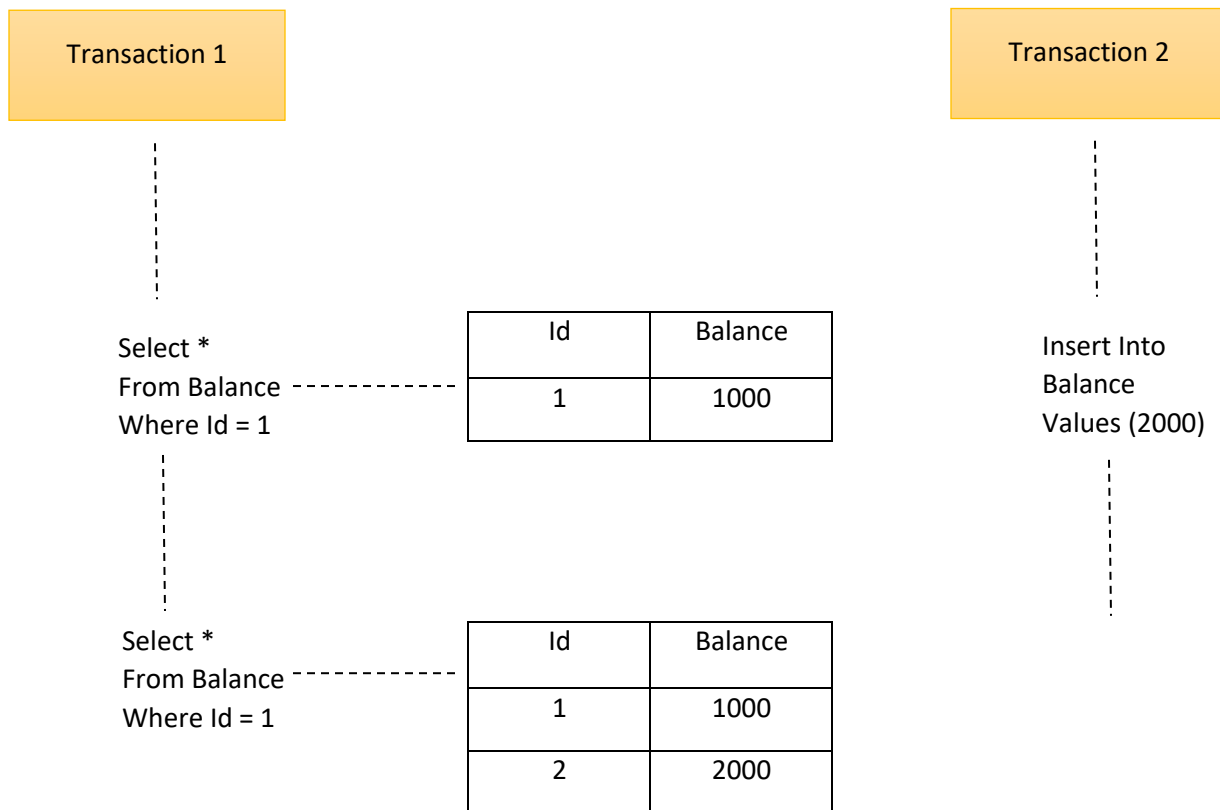 Transaction 1
Transaction 2
Select *
From Balance
Where Id = 1
Id Balance
1 1000
Insert Into
Balance
Values (2000)
Select *
From Balance
Where Id = 1
Id Balance
1 1000
2 2000